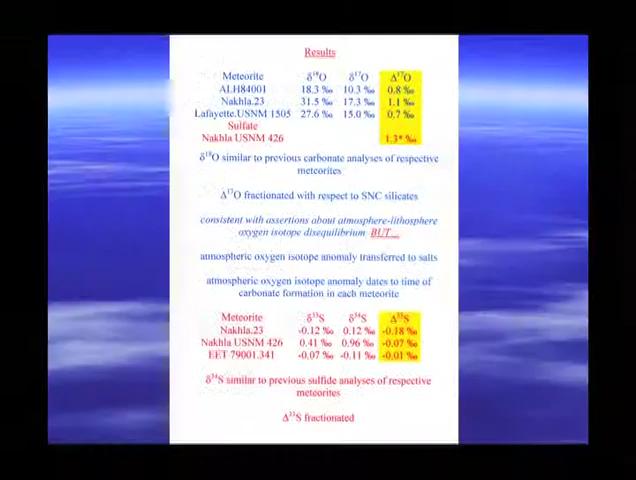 Results
Meteorite δ¹⁸O δ¹⁷O Δ¹⁷O
ALH84001 18.3 ‰ 10.3 ‰ 0.8 ‰
Nakhla.23 31.5 ‰ 17.3 ‰ 1.1 ‰
Lafayette.USNM 1505 27.6 ‰ 15.0 ‰ 0.7 ‰
Sulfate
Nakhla USNM 426 1.3* ‰
δ¹⁸O similar to previous carbonate analyses of respective
meteorites
Δ¹⁷O fractionated with respect to SNC silicates
consistent with assertions about atmosphere-lithosphere
oxygen isotope disequilibrium BUT...
atmospheric oxygen isotope anomaly transferred to salts
atmospheric oxygen isotope anomaly dates to time of
carbonate formation in each meteorite
Meteorite δ³³S δ³⁴S Δ³³S
Nakhla.23 -0.12 ‰ 0.12 ‰ -0.18 ‰
Nakhla USNM 426 0.41 ‰ 0.96 ‰ -0.07 ‰
EET 79001.341 -0.07 ‰ -0.11 ‰ -0.01 ‰
δ³⁴S similar to previous sulfide analyses of respective
meteorites
Δ³³S fractionated